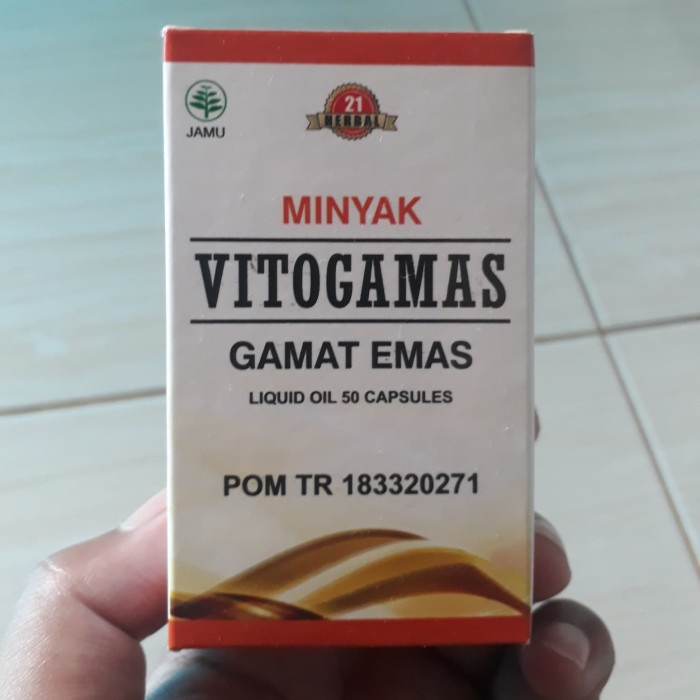 21
HERBAL
JAMU
MINYAK
VITOGAMAS
GAMAT EMAS
LIQUID OIL 50 CAPSULES
POM TR 183320271